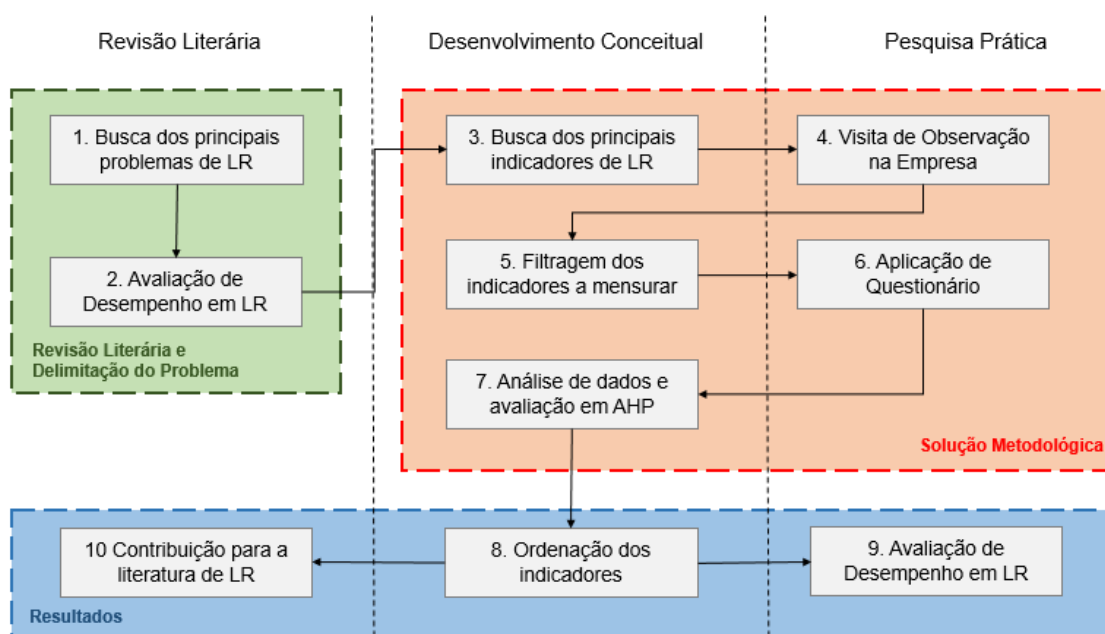 Revisão Literária
Desenvolvimento Conceitual
Pesquisa Prática
1. Busca dos principais
problemas de LR
2. Avaliação de
Desempenho em LR
Revisão Literária e
Delimitação do Problema
3. Busca dos principais
indicadores de LR
4. Visita de Observação
na Empresa
5. Filtragem dos
indicadores a mensurar
6. Aplicação de
Questionário
7. Análise de dados e
avaliação em AHP
Solução Metodológica
10 Contribuição para a
literatura de LR
8. Ordenação dos
indicadores
9. Avaliação de
Desempenho em LR
Resultados